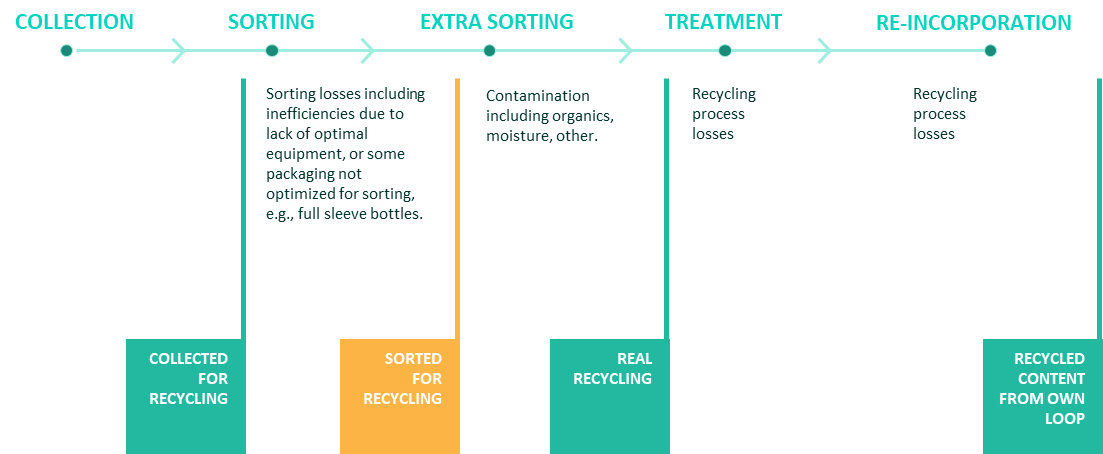 COLLECTION
SORTING
EXTRA SORTING
TREATMENT
RE-INCORPORATION
Sorting losses including
inefficiencies due to
lack of optimal
equipment, or some
packaging not
optimized for sorting,
e.g., full sleeve bottles.
Contamination
including organics,
moisture, other.
Recycling
process
losses
Recycling
process
losses
COLLECTED
FOR
RECYCLING
SORTED
FOR
RECYCLING
REAL
RECYCLING
RECYCLED
CONTENT
FROM OWN
LOOP